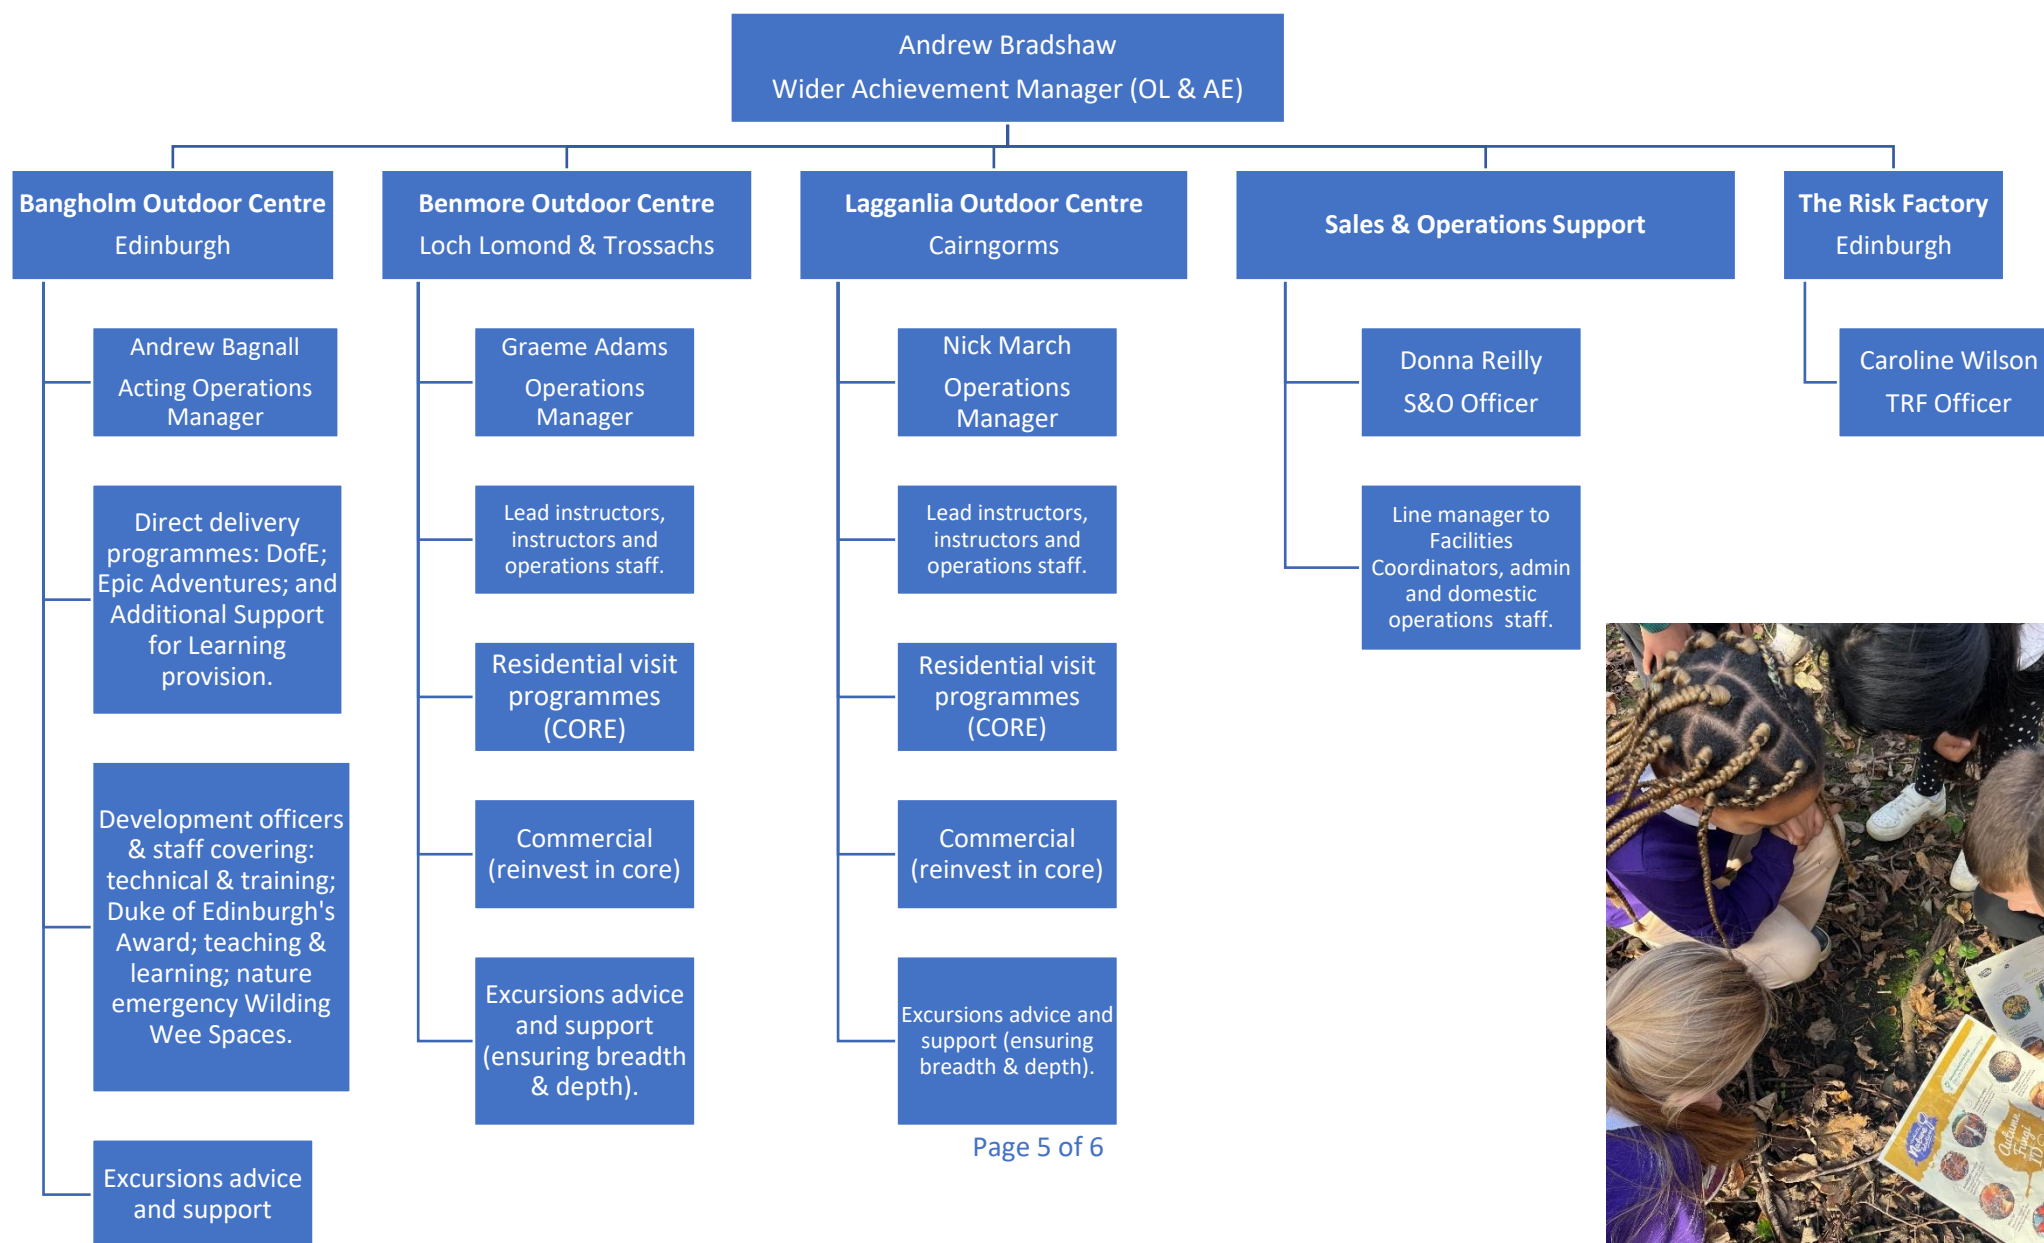 Andrew Bradshaw
Wider Achievement Manager (OL & AE)
Bangholm Outdoor Centre
Edinburgh
Andrew Bagnall
Acting Operations
Manager
Direct delivery
programmes: DofE;
Epic Adventures; and
Additional Support
for Learning
provision.
Development officers
& staff covering:
technical & training;
Duke of Edinburgh's
Award; teaching &
learning; nature
emergency Wilding
Wee Spaces.
Excursions advice
and support
Benmore Outdoor Centre
Loch Lomond & Trossachs
Graeme Adams
Operations
Manager
Lead instructors,
instructors and
operations staff.
Residential visit
programmes
(CORE)
Commercial
(reinvest in core)
Excursions advice
and support
(ensuring breadth
& depth).
Lagganlia Outdoor Centre
Cairngorms
Nick March
Operations
Manager
Lead instructors,
instructors and
operations staff.
Residential visit
programmes
(CORE)
Commercial
(reinvest in core)
Excursions advice and
support (ensuring
breadth & depth).
Sales & Operations Support
Donna Reilly
S&O Officer
Line manager to
Facilities
Coordinators, admin
and domestic
operations  staff.
The Risk Factory
Edinburgh
Caroline Wilson
TRF Officer
Nature
Autumn
Fungi
ID
Page 5 of 6